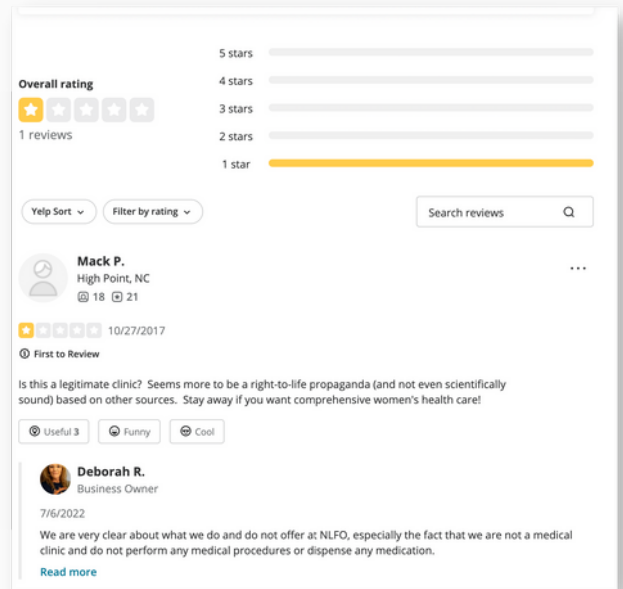 5 stars
Overall rating
4 stars
3 stars
1 reviews
2 stars
1 star
Yelp Sort
Filter by rating
Search reviews
Mack P.
High Point, NC
18 21
10/27/2017
First to Review
Is this a legitimate clinic? Seems more to be a right-to-life propaganda (and not even scientifically
sound) based on other sources. Stay away if you want comprehensive women's health care!
Useful 3 Funny Cool
Deborah R.
Business Owner
7/6/2022
We are very clear about what we do and do not offer at NLFO, especially the fact that we are not a medical
clinic and do not perform any medical procedures or dispense any medication.
Read more